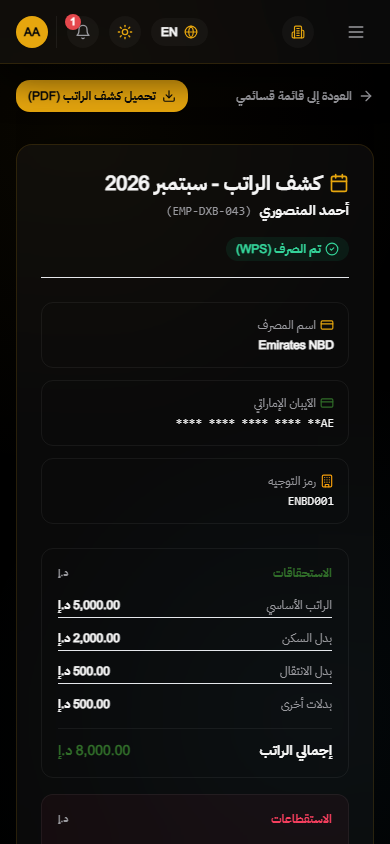 AA
1
EN
العودة إلى قائمة قسائمي
تحميل كشف الراتب (PDF)
كشف الراتب - سبتمبر 2026
أحمد المنصوري (EMP-DXB-043)
تم الصرف (WPS)
اسم المصرف
Emirates NBD
الآيبان الإماراتي
AE** **** **** **** ****
رمز التوجيه
ENBD001
الاستحقاقات د.إ
الراتب الأساسي 5,000.00 د.إ
بدل السكن 2,000.00 د.إ
بدل الانتقال 500.00 د.إ
بدلات أخرى 500.00 د.إ
إجمالي الراتب 8,000.00 د.إ
الاستقطاعات د.إ